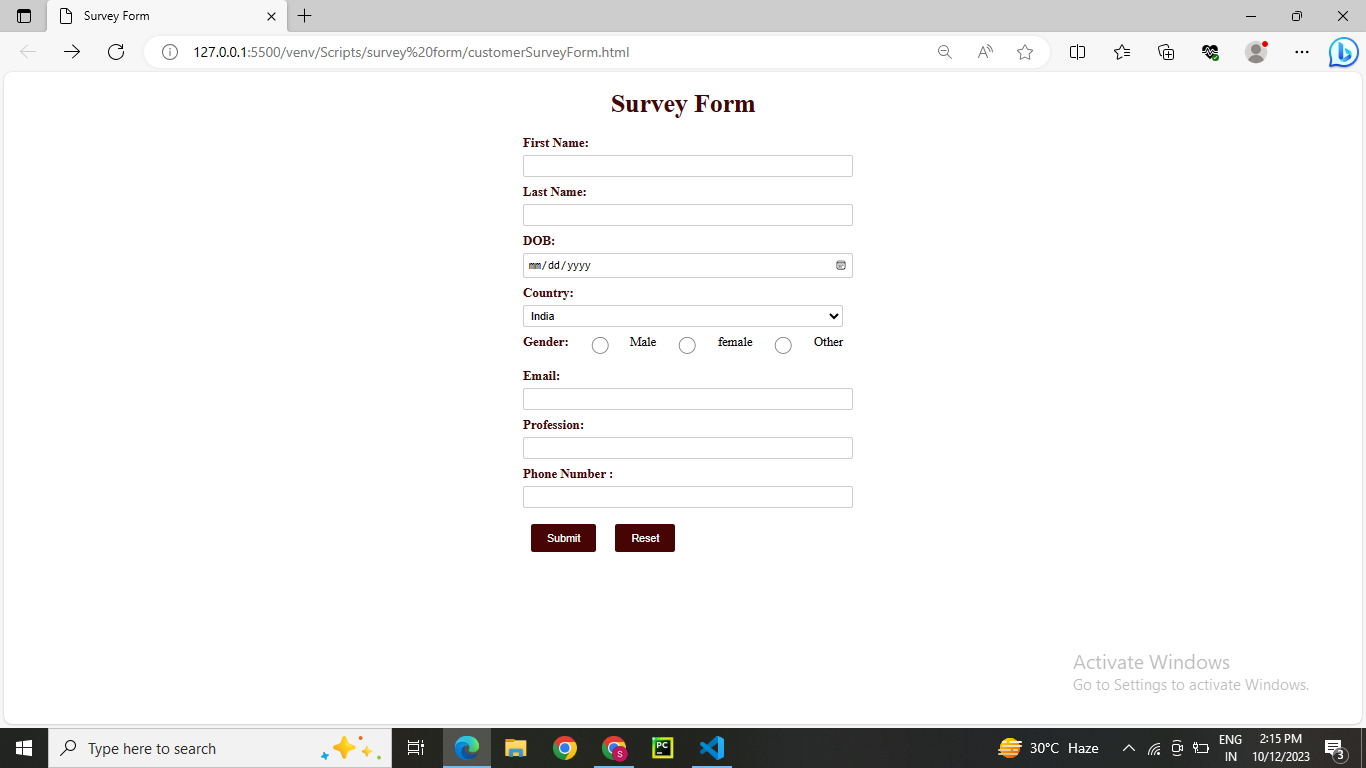 Survey Form
127.0.0.1:5500/venv/Scripts/survey%20form/customerSurveyForm.html
Survey Form
First Name:
Last Name:
DOB:
mm/dd/yyyy
Country:
India
Gender: Male female Other
Email:
Profession:
Phone Number :
Submit Reset
Activate Windows
Go to Settings to activate Windows.
Type here to search
S
PC
30°C Haze
ENG
IN
2:15 PM
10/12/2023
3